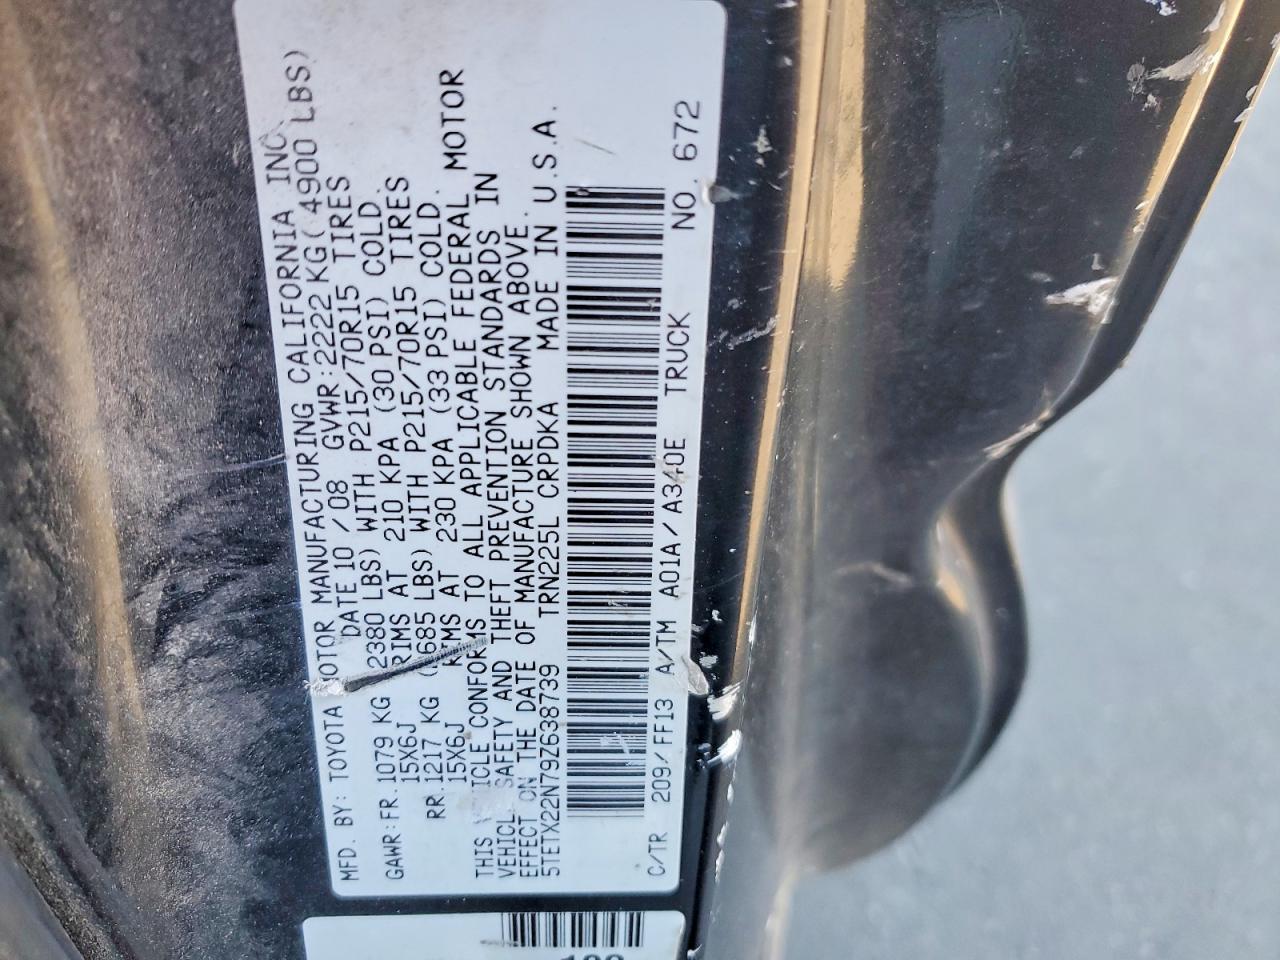 MFD. BY: TOYOTA MOTOR MANUFACTURING CALIFORNIA INC.
DATE 10 / 08 GVWR: 2222 KG (4900 LBS)
GAWR: FR. 1079 KG (2380 LBS) WITH P215/70R15 TIRES
15X6J RIMS AT 210 KPA (30 PSI) COLD.
RR. 1217 KG (2685 LBS) WITH P215/70R15 TIRES
15X6J RIMS AT 230 KPA (33 PSI) COLD.
THIS VEHICLE CONFORMS TO ALL APPLICABLE FEDERAL MOTOR
VEHICLE SAFETY AND THEFT PREVENTION STANDARDS IN
EFFECT ON THE DATE OF MANUFACTURE SHOWN ABOVE.
5TETX22N79Z638739 TRN225L CRPDKA MADE IN U.S.A.
C/TR 209/FF13 A/TM A01A/A340E TRUCK NO. 672